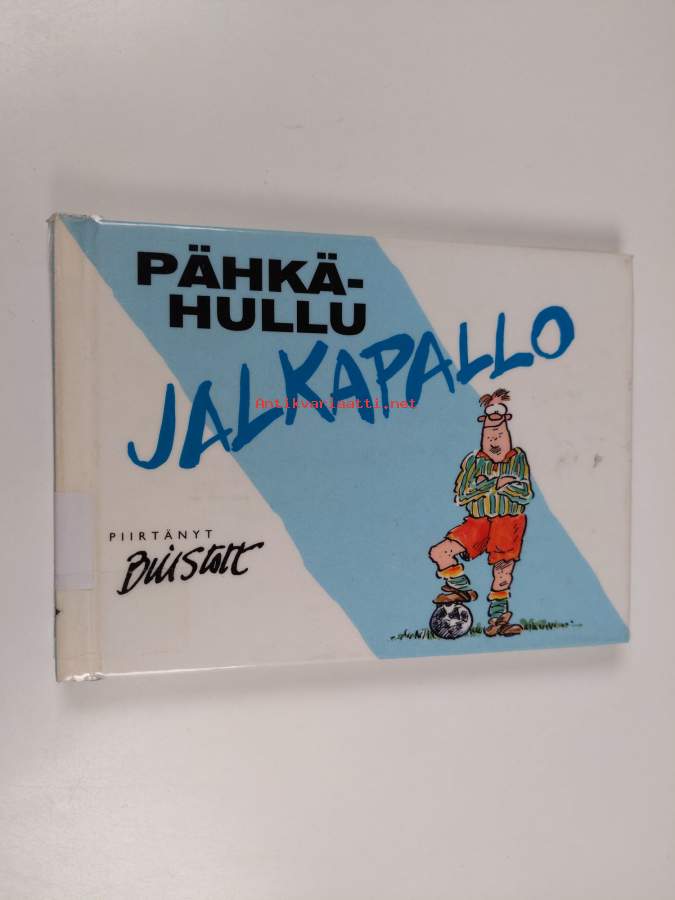 PÄHKÄ-
HULLU
JALKAPALLO
Antikvariaatti.net
PIIRTÄNYT
Bill Stott